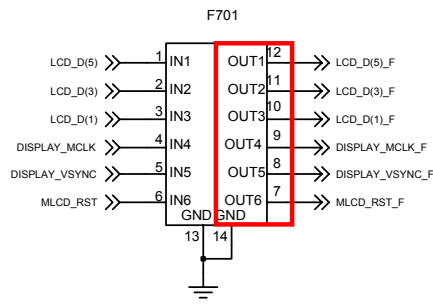 F701
LCD_D(5) 1 IN1 OUT1 12 LCD_D(5)_F
LCD_D(3) 2 IN2 OUT2 11 LCD_D(3)_F
LCD_D(1) 3 IN3 OUT3 10 LCD_D(1)_F
DISPLAY_MCLK 4 IN4 OUT4 9 DISPLAY_MCLK_F
DISPLAY_VSYNC 5 IN5 OUT5 8 DISPLAY_VSYNC_F
MLCD_RST 6 IN6 OUT6 7 MLCD_RST_F
GND GND
13 14